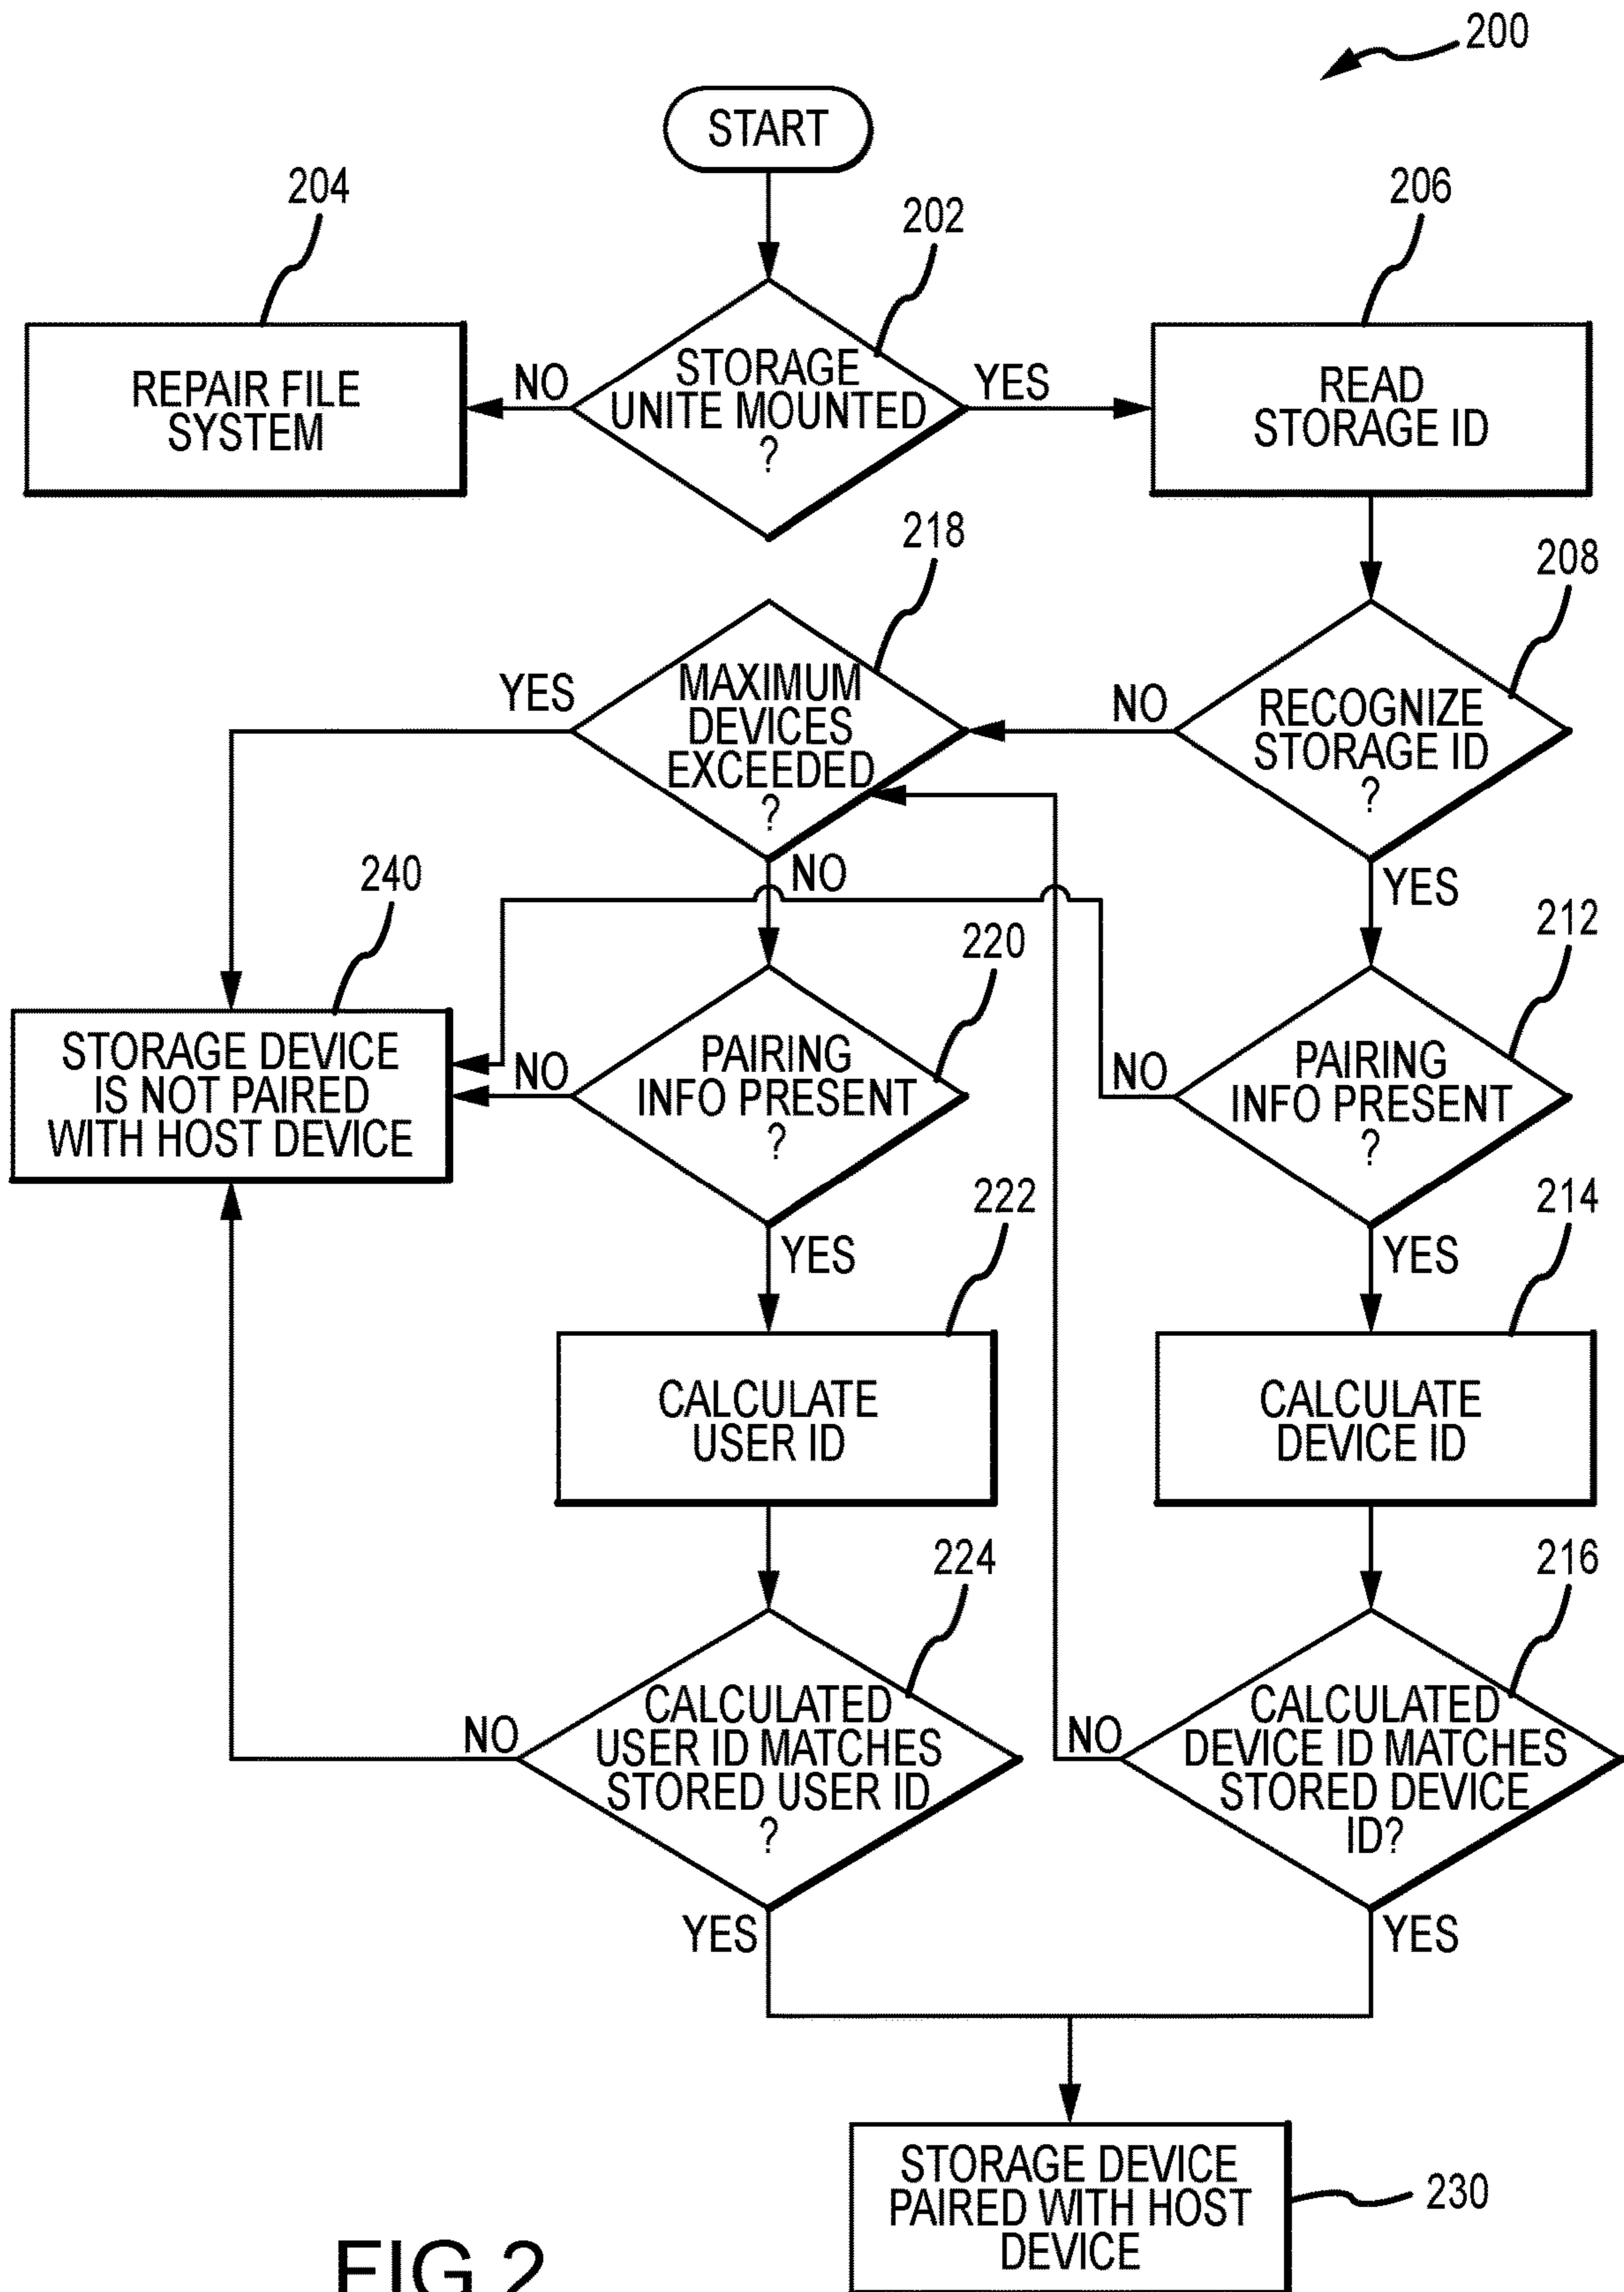 200
START
204
202
206
REPAIR FILE
SYSTEM
NO
STORAGE
UNITE MOUNTED
?
YES
READ
STORAGE ID
218
208
YES
MAXIMUM
DEVICES
EXCEEDED
?
NO
RECOGNIZE
STORAGE ID
?
240
NO
YES
220
212
STORAGE DEVICE
IS NOT PAIRED
WITH HOST DEVICE
NO
PAIRING
INFO PRESENT
?
NO
PAIRING
INFO PRESENT
?
222
214
YES
YES
CALCULATE
USER ID
CALCULATE
DEVICE ID
224
216
NO
CALCULATED
USER ID MATCHES
STORED USER ID
?
NO
CALCULATED
DEVICE ID MATCHES
STORED DEVICE
ID?
YES
YES
STORAGE DEVICE
PAIRED WITH HOST
DEVICE
230
FIG.2